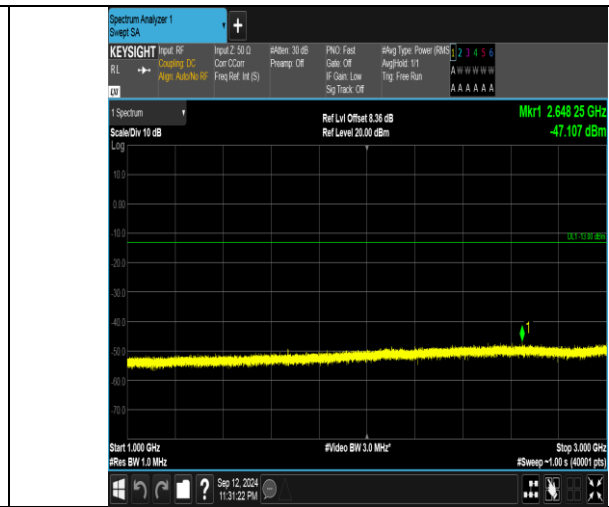 Spectrum Analyzer 1
Swept SA
+
KEYSIGHT
RL
LXI
Input: RF
Coupling: DC
Align: Auto/No RF
Input Z: 50 Ω
Corr CCorr
Freq Ref: Int (S)
#Atten: 30 dB
Preamp: Off
PNO: Fast
Gate: Off
IF Gain: Low
Sig Track: Off
#Avg Type: Power (RMS
Avg|Hold: 1/1
Trig: Free Run
1 2 3 4 5 6
A W W W W W
A A A A A A
1 Spectrum
Scale/Div 10 dB
Ref Lvl Offset 8.36 dB
Ref Level 20.00 dBm
Mkr1 2.648 25 GHz
-47.107 dBm
Log
10.0
0.00
-10.0
DL1 -13.00 dBm
-20.0
-30.0
-40.0
1
-50.0
-60.0
-70.0
Start 1.000 GHz
#Video BW 3.0 MHz*
Stop 3.000 GHz
#Res BW 1.0 MHz
#Sweep ~1.00 s (40001 pts)
?
Sep 12, 2024
11:31:22 PM